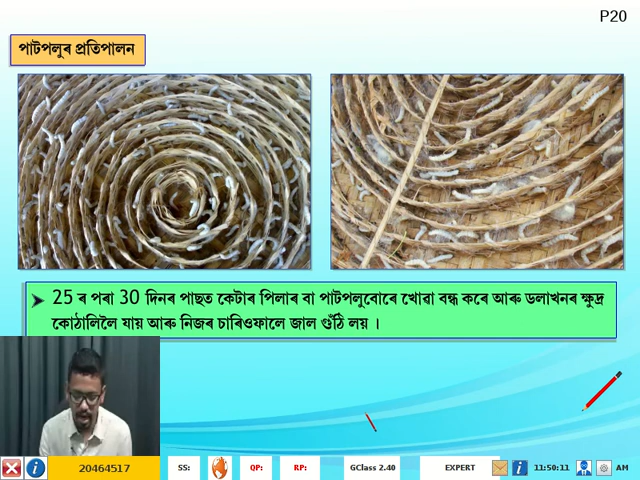 P20
পাটপলুৰ প্ৰতিপালন
25 ৰ পৰা 30 দিনৰ পাছত কেটাৰ পিলাৰ বা পাটপলুবোৰে খোৱা বন্ধ কৰে আৰু ডলাখনৰ ক্ষুদ্ৰ
কোঠালিলৈ যায় আৰু নিজৰ চাৰিওফালে জাল গুঁঠি লয় ।
20464517 SS: QP: RP: GClass 2.40 EXPERT 11:50:11 AM